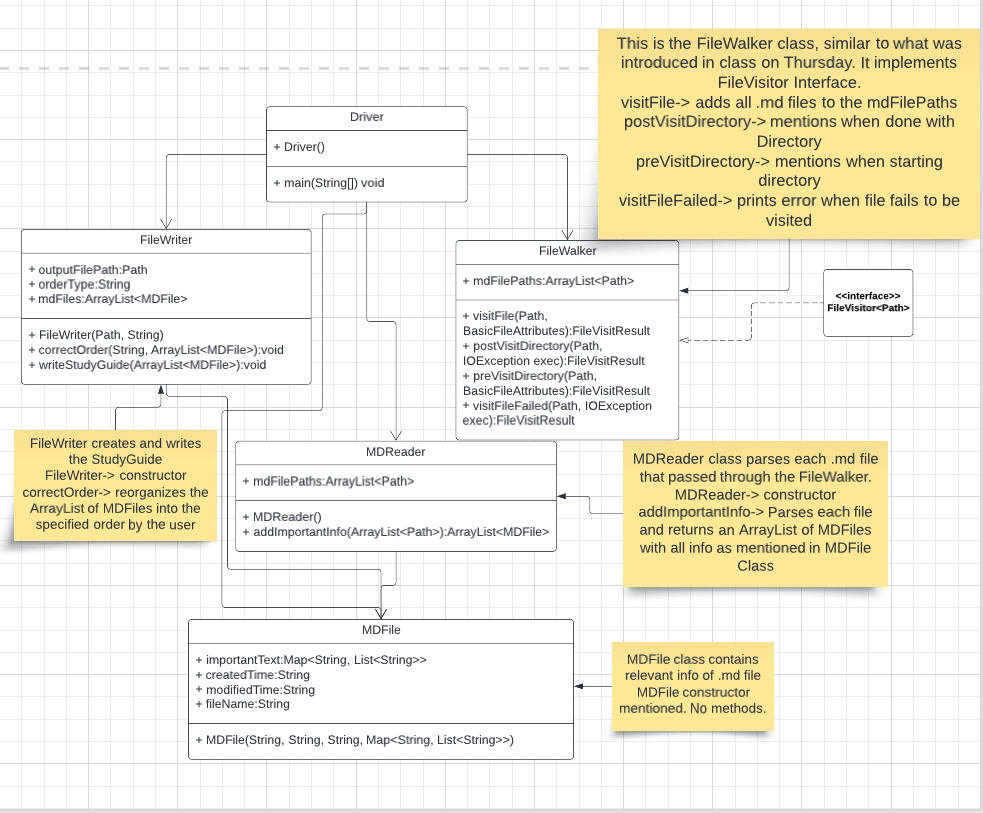 This is the FileWalker class, similar to what was
introduced in class on Thursday. It implements
FileVisitor Interface.
visitFile-> adds all .md files to the mdFilePaths
postVisitDirectory-> mentions when done with
Directory
preVisitDirectory-> mentions when starting
directory
visitFileFailed-> prints error when file fails to be
visited
Driver
+ Driver()
+ main(String[]) void
FileWriter
+ outputFilePath:Path
+ orderType:String
+ mdFiles:ArrayList<MDFile>
+ FileWriter(Path, String)
+ correctOrder(String, ArrayList<MDFile>):void
+ writeStudyGuide(ArrayList<MDFile>):void
FileWalker
+ mdFilePaths:ArrayList<Path>
+ visitFile(Path,
BasicFileAttributes):FileVisitResult
+ postVisitDirectory(Path,
IOException exec):FileVisitResult
+ preVisitDirectory(Path,
BasicFileAttributes):FileVisitResult
+ visitFileFailed(Path, IOException
exec):FileVisitResult
<<interface>>
FileVisitor<Path>
FileWriter creates and writes
the StudyGuide
FileWriter-> constructor
correctOrder-> reorganizes the
ArrayList of MDFiles into the
specified order by the user
MDReader
+ mdFilePaths:ArrayList<Path>
+ MDReader()
+ addImportantInfo(ArrayList<Path>):ArrayList<MDFile>
MDReader class parses each .md file
that passed through the FileWalker.
MDReader-> constructor
addImportantInfo-> Parses each file
and returns an ArrayList of MDFiles
with all info as mentioned in MDFile
Class
MDFile
+ importantText:Map<String, List<String>>
+ createdTime:String
+ modifiedTime:String
+ fileName:String
+ MDFile(String, String, String, Map<String, List<String>>)
MDFile class contains
relevant info of .md file
MDFile constructor
mentioned. No methods.